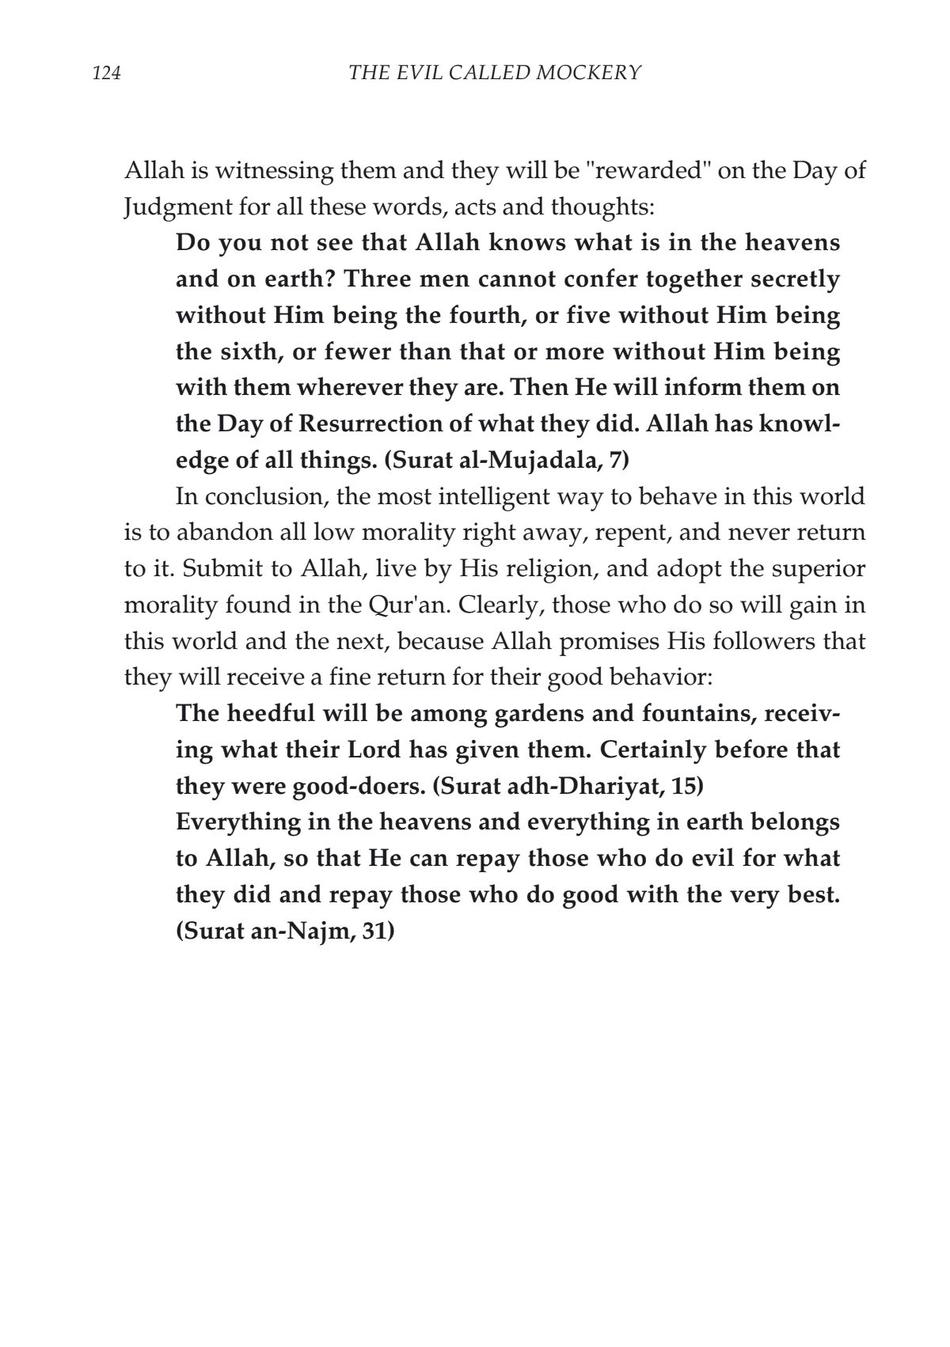 124
THE EVIL CALLED MOCKERY
Allah is witnessing them and they will be "rewarded" on the Day of
Judgment for all these words, acts and thoughts:
Do you not see that Allah knows what is in the heavens
and on earth? Three men cannot confer together secretly
without Him being the fourth, or five without Him being
the sixth, or fewer than that or more without Him being
with them wherever they are. Then He will inform them on
the Day of Resurrection of what they did. Allah has knowl-
edge of all things. (Surat al-Mujadala, 7)
In conclusion, the most intelligent way to behave in this world
is to abandon all low morality right away, repent, and never return
to it. Submit to Allah, live by His religion, and adopt the superior
morality found in the Qur'an. Clearly, those who do so will gain in
this world and the next, because Allah promises His followers that
they will receive a fine return for their good behavior:
The heedful will be among gardens and fountains, receiv-
ing what their Lord has given them. Certainly before that
they were good-doers. (Surat adh-Dhariyat, 15)
Everything in the heavens and everything in earth belongs
to Allah, so that He can repay those who do evil for what
they did and repay those who do good with the very best.
(Surat an-Najm, 31)